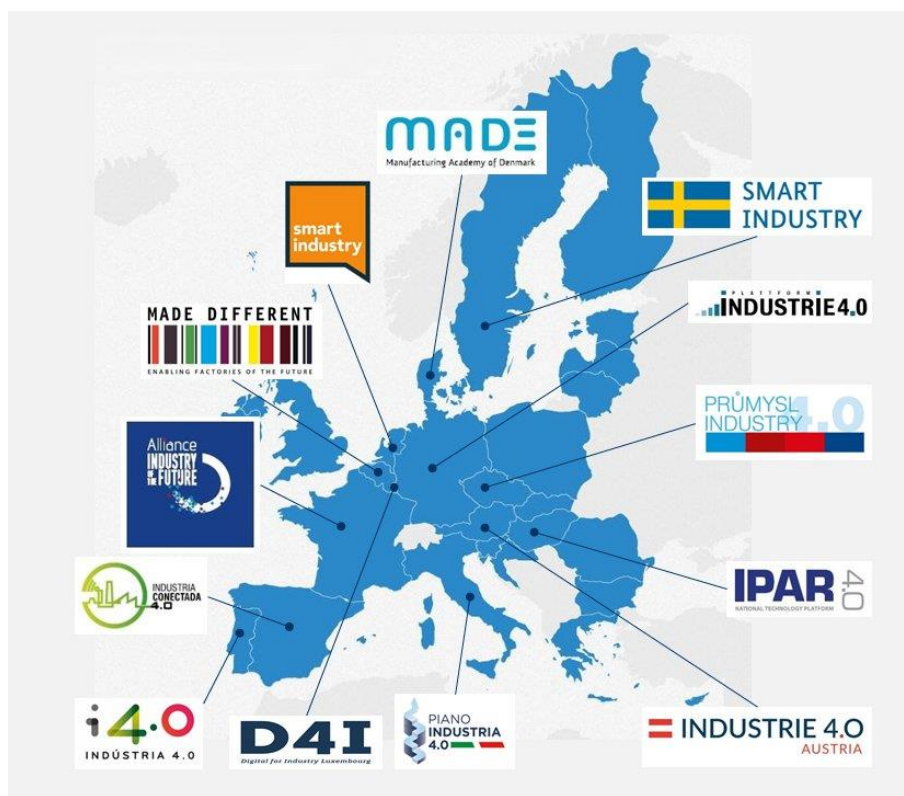 MADE
Manufacturing Academy of Denmark
smart
industry
SMART
INDUSTRY
MADE DIFFERENT
ENABLING FACTORIES OF THE FUTURE
PLATTFORM
INDUSTRIE4.0
PRŮMYSL
INDUSTRY 4.0
Alliance
INDUSTRY
OF THE FUTURE
INDUSTRIA
CONECTADA
4.0
IPAR 4.0
NATIONAL TECHNOLOGY PLATFORM
i4.0
INDÚSTRIA 4.0
D4I
Digital for Industry Luxembourg
PIANO
INDUSTRIA
4.0
INDUSTRIE 4.0
AUSTRIA